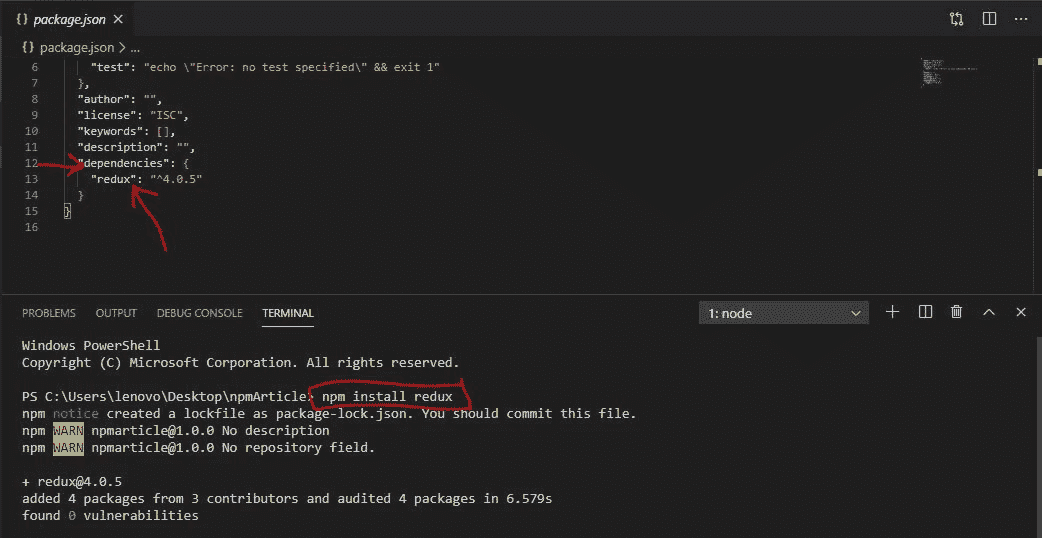 {} package.json ×
{} package.json > ...
6 "test": "echo \"Error: no test specified\" && exit 1"
7 },
8 "author": "",
9 "license": "ISC",
10 "keywords": [],
11 "description": "",
12 "dependencies": {
13 "redux": "^4.0.5"
14 }
15 }
16
PROBLEMS OUTPUT DEBUG CONSOLE TERMINAL 1: node
Windows PowerShell
Copyright (C) Microsoft Corporation. All rights reserved.
PS C:\Users\lenovo\Desktop\npmArticle> npm install redux
npm notice created a lockfile as package-lock.json. You should commit this file.
npm WARN npmarticle@1.0.0 No description
npm WARN npmarticle@1.0.0 No repository field.
+ redux@4.0.5
added 4 packages from 3 contributors and audited 4 packages in 6.579s
found 0 vulnerabilities